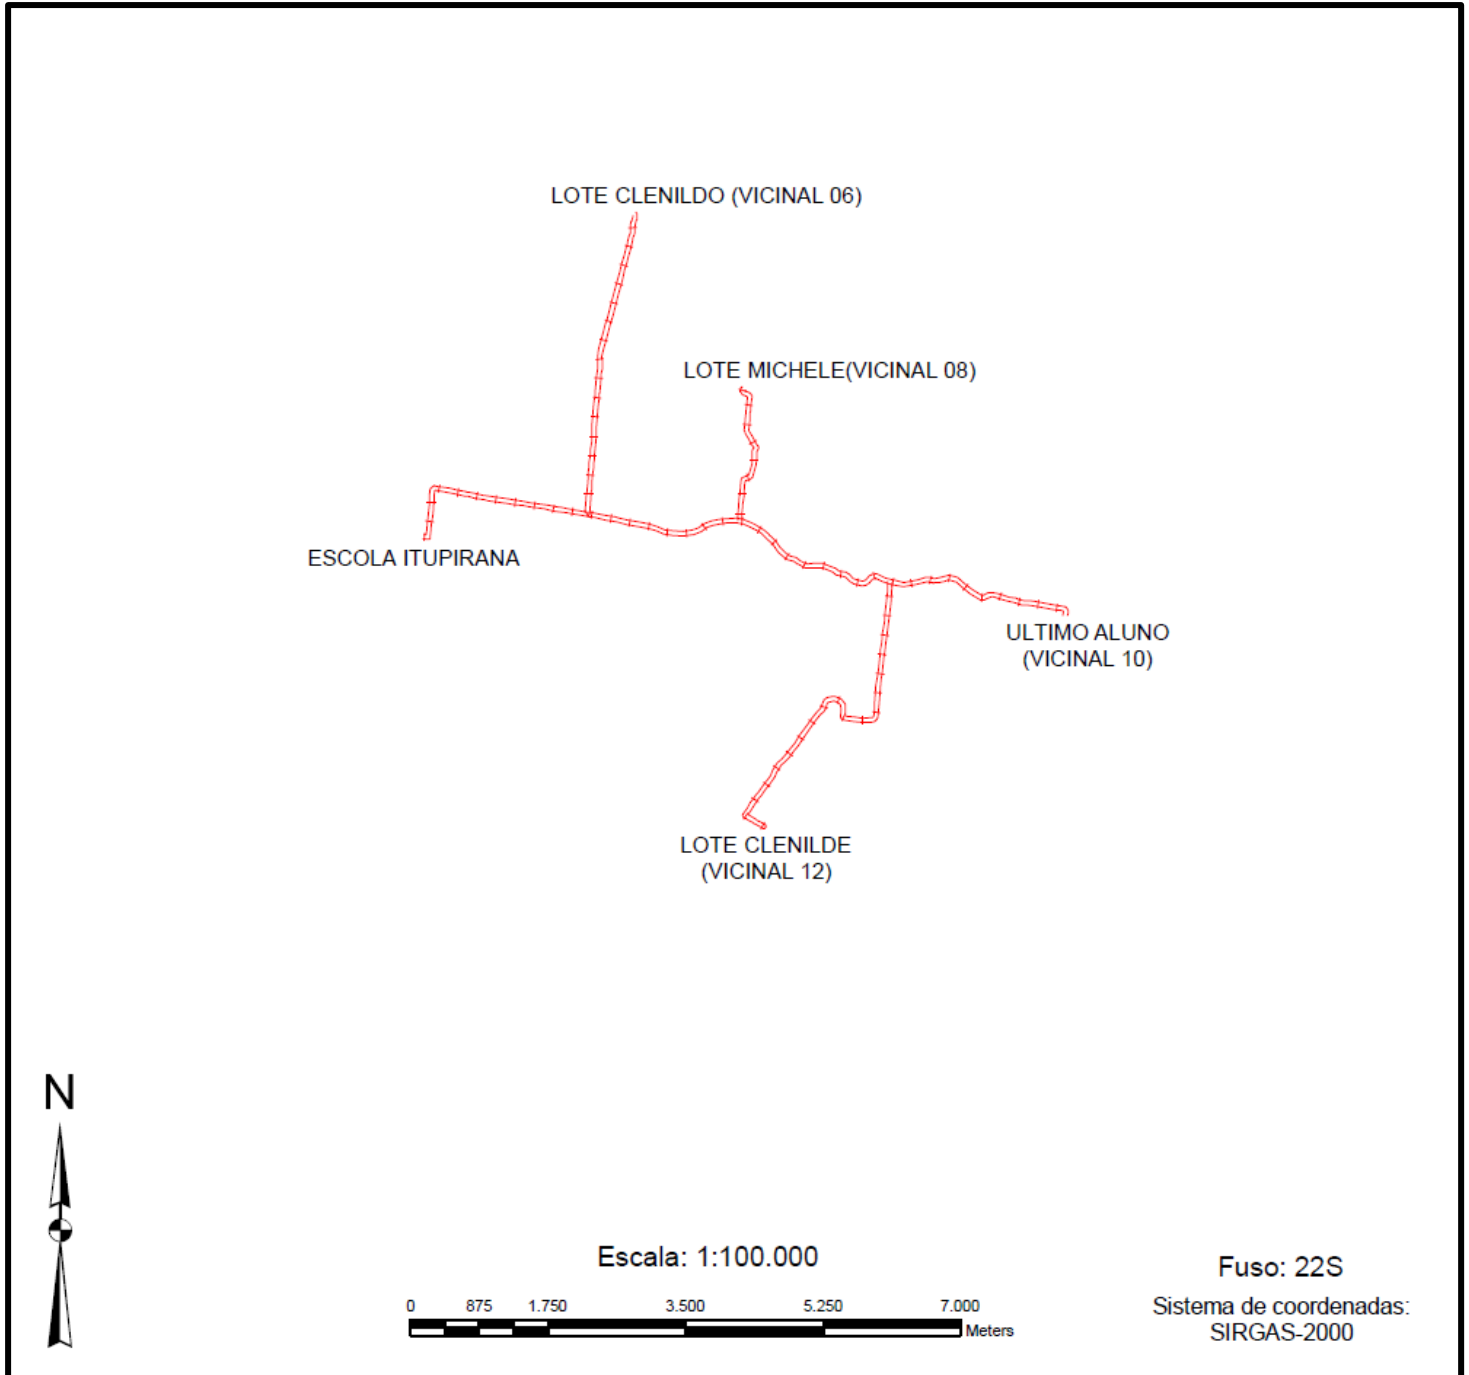 LOTE CLENILDO (VICINAL 06)
LOTE MICHELE(VICINAL 08)
ESCOLA ITUPIRANA
ULTIMO ALUNO
(VICINAL 10)
LOTE CLENILDE
(VICINAL 12)
N
Escala: 1:100.000
0 875 1.750 3.500 5.250 7.000
Meters
Fuso: 22S
Sistema de coordenadas:
SIRGAS-2000